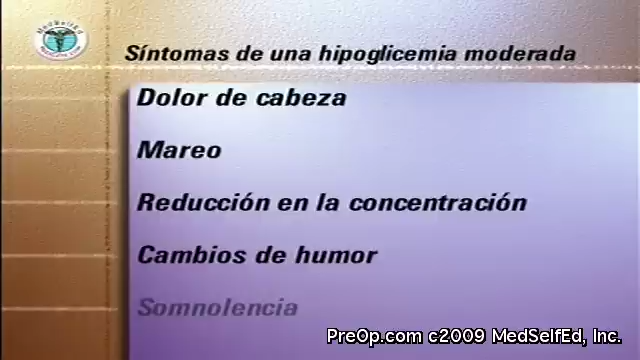 MedSelfEd
Síntomas de una hipoglicemia moderada
Dolor de cabeza
Mareo
Reducción en la concentración
Cambios de humor
Somnolencia
PreOp.com c2009 MedSelfEd, Inc.